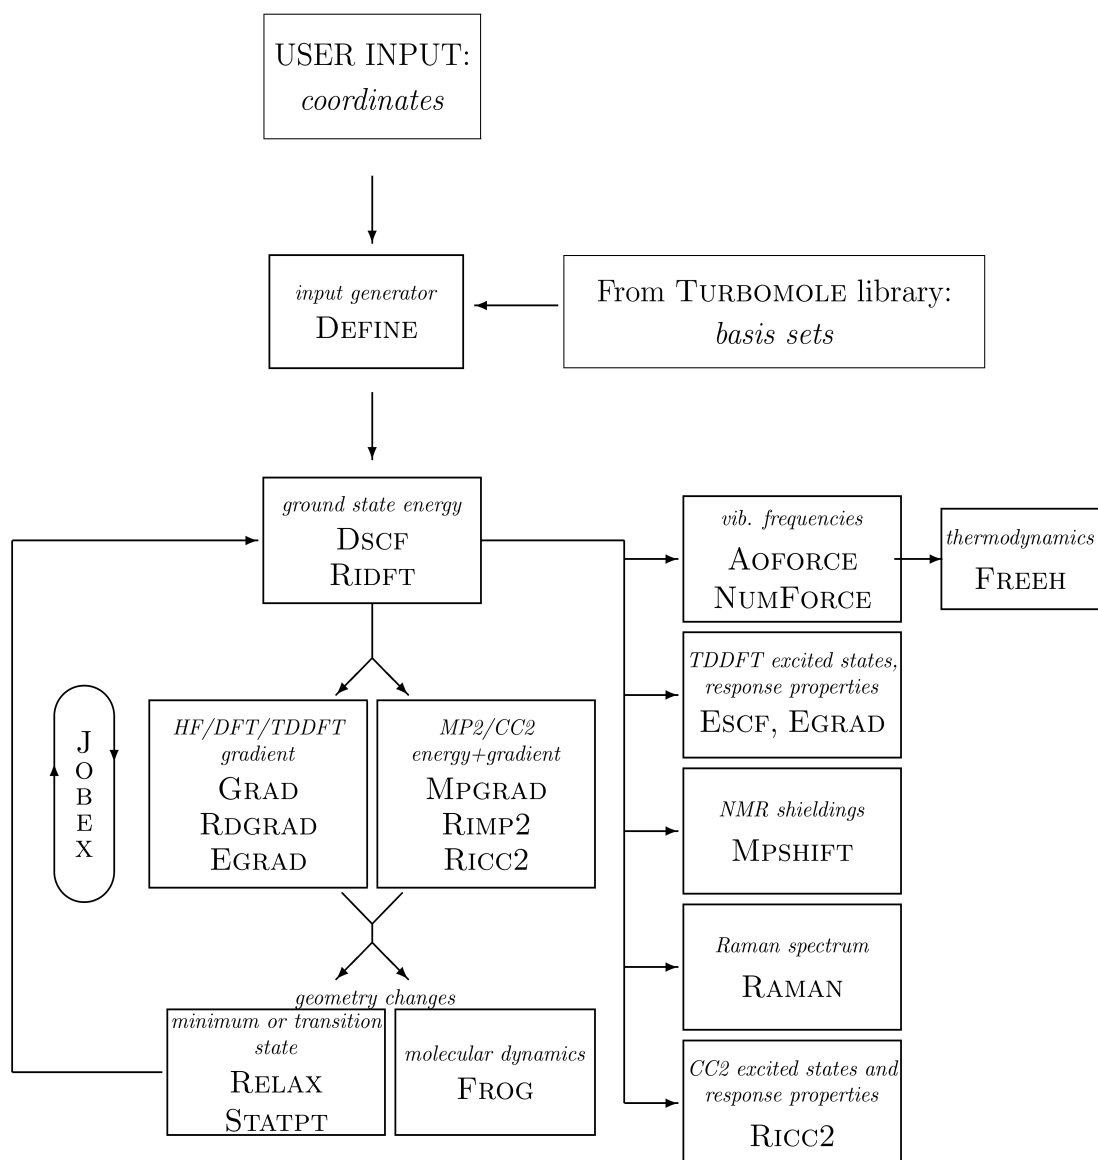 USER INPUT:
coordinates
input generator
DEFINE
From TURBOMOLE library:
basis sets
ground state energy
DSCF
RIDFT
vib. frequencies
AOFORCE
NUMFORCE
thermodynamics
FREEH
TDDFT excited states,
response properties
ESCF, EGRAD
J
O
B
E
X
HF/DFT/TDDFT
gradient
GRAD
RDGRAD
EGRAD
MP2/CC2
energy+gradient
MPGRAD
RIMP2
RICC2
NMR shieldings
MPSHIFT
Raman spectrum
RAMAN
geometry changes
minimum or transition
state
RELAX
STATPT
molecular dynamics
FROG
CC2 excited states and
response properties
RICC2